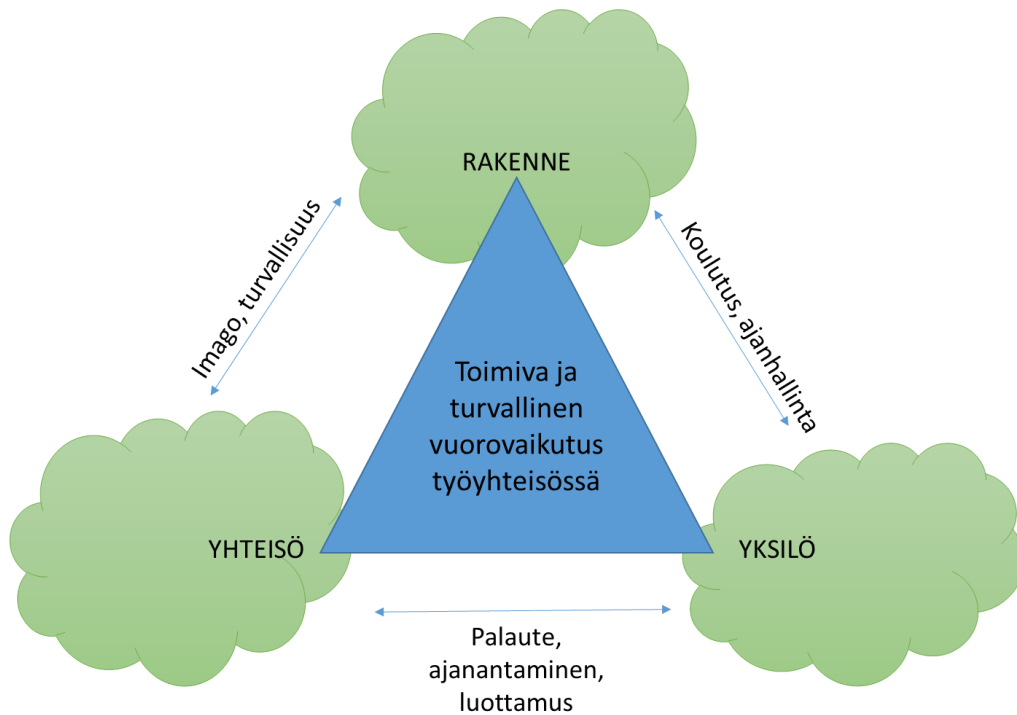 RAKENNE
Imago, turvallisuus
Koulutus, ajanhallinta
Toimiva ja
turvallinen
vuorovaikutus
työyhteisössä
YHTEISÖ
YKSILÖ
Palaute,
ajanantaminen,
luottamus